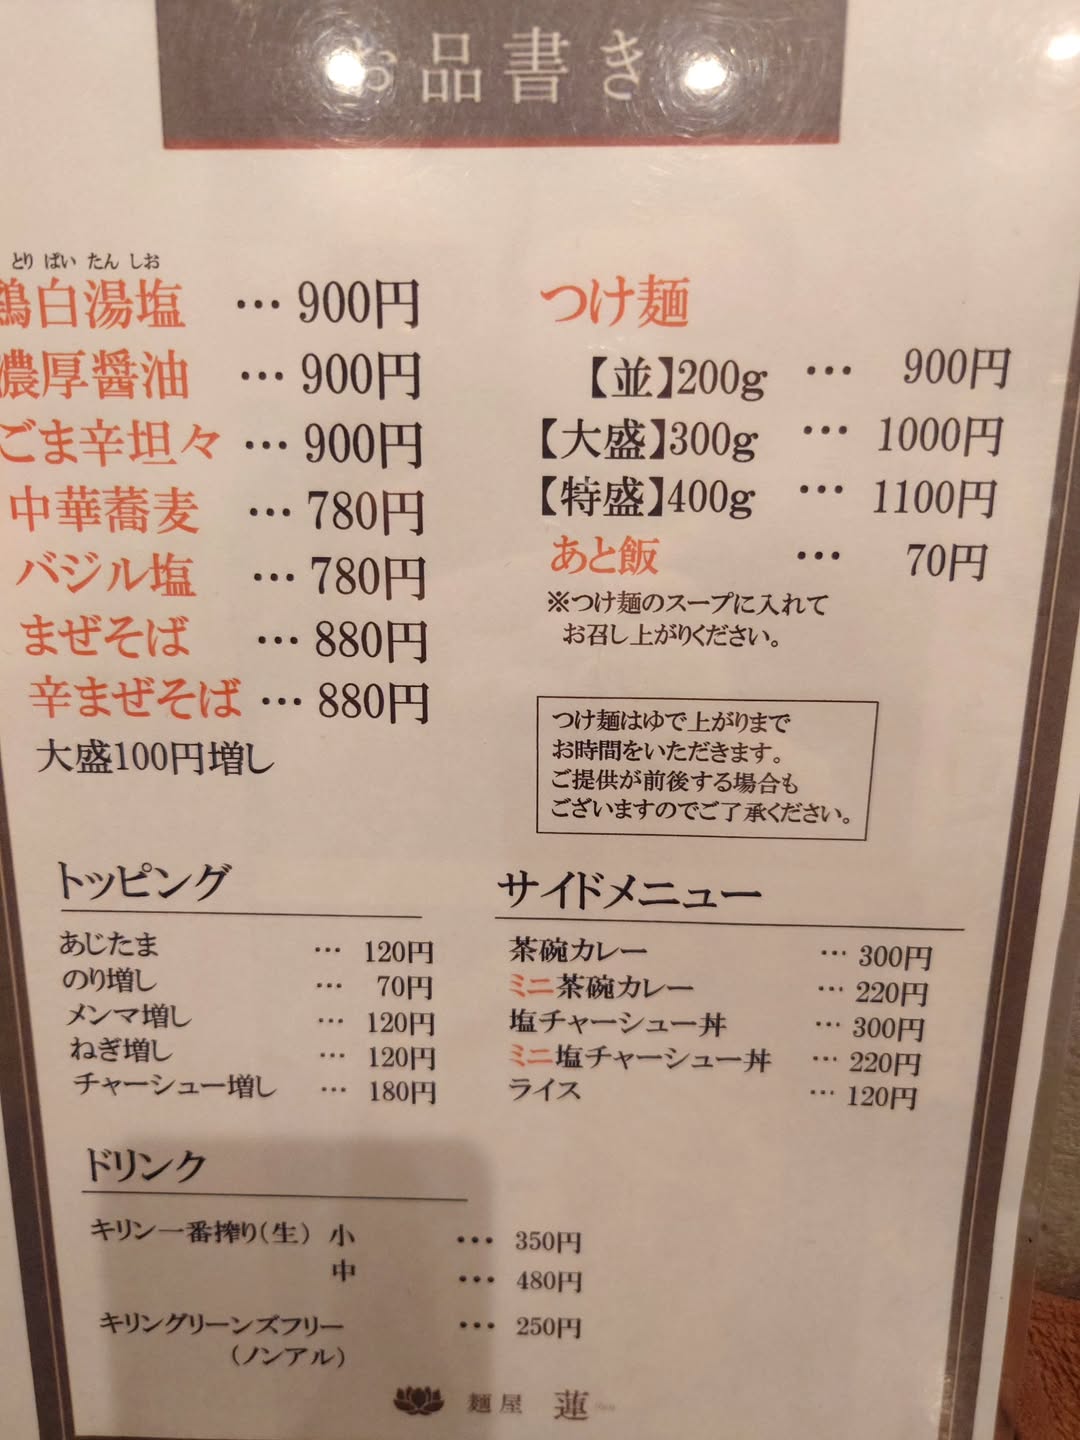 お品書き
とり ぱい たん しお
鶏白湯塩 … 900円
濃厚醤油 … 900円
ごま辛坦々 … 900円
中華蕎麦 … 780円
バジル塩 … 780円
まぜそば … 880円
辛まぜそば … 880円
大盛100円増し
つけ麺
【並】200g … 900円
【大盛】300g … 1000円
【特盛】400g … 1100円
あと飯 … 70円
※つけ麺のスープに入れて
お召し上がりください。
つけ麺はゆで上がりまで
お時間をいただきます。
ご提供が前後する場合も
ございますのでご了承ください。
トッピング
あじたま … 120円
のり増し … 70円
メンマ増し … 120円
ねぎ増し … 120円
チャーシュー増し … 180円
サイドメニュー
茶碗カレー … 300円
ミニ茶碗カレー … 220円
塩チャーシュー丼 … 300円
ミニ塩チャーシュー丼 … 220円
ライス … 120円
ドリンク
キリン一番搾り(生) 小 … 350円
中 … 480円
キリングリーンズフリー … 250円
(ノンアル)
麺屋 蓮